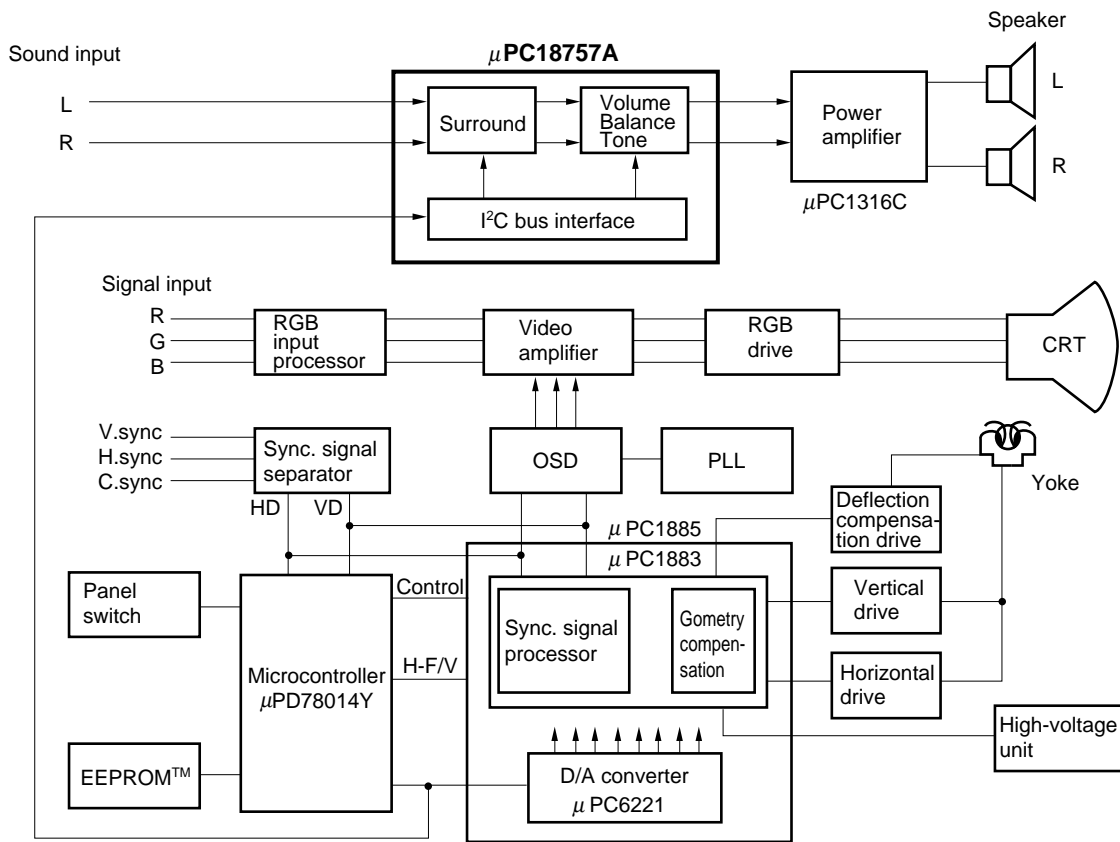 Speaker
Sound input
μPC18757A
L
R
Surround
Volume
Balance
Tone
Power
amplifier
L
R
μPC1316C
I²C bus interface
Signal input
R
G
B
RGB
input
processor
Video
amplifier
RGB
drive
CRT
V.sync
H.sync
C.sync
Sync. signal
separator
OSD
PLL
Yoke
HD
VD
Deflection
compensa-
tion drive
μPC1885
μPC1883
Panel
switch
Control
Sync. signal
processor
Gometry
compen-
sation
Vertical
drive
H-F/V
Microcontroller
μPD78014Y
Horizontal
drive
High-voltage
unit
EEPROM™
D/A converter
μPC6221